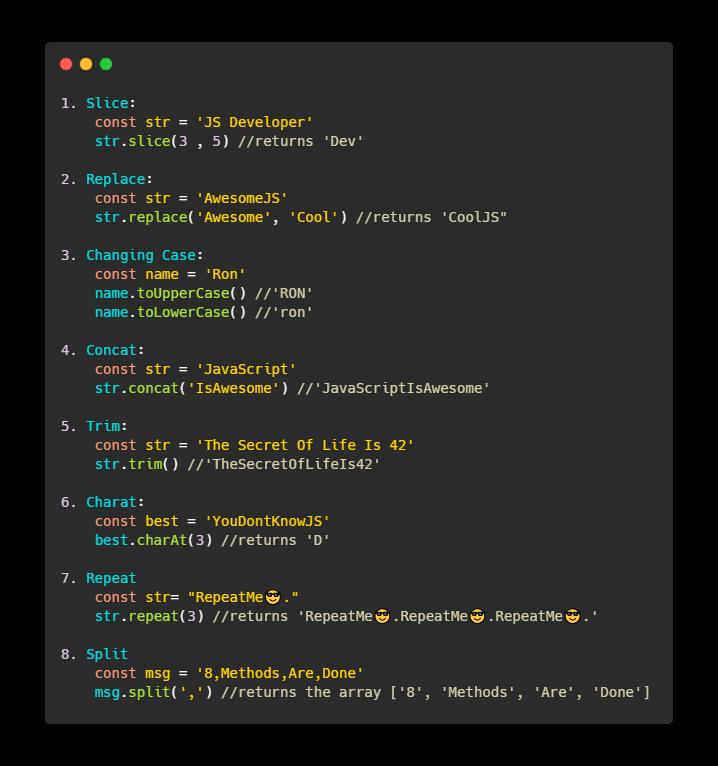 1. Slice:
const str = 'JS Developer'
str.slice(3 , 5) //returns 'Dev'
2. Replace:
const str = 'AwesomeJS'
str.replace('Awesome', 'Cool') //returns 'CoolJS"
3. Changing Case:
const name = 'Ron'
name.toUpperCase() //'RON'
name.toLowerCase() //'ron'
4. Concat:
const str = 'JavaScript'
str.concat('IsAwesome') //'JavaScriptIsAwesome'
5. Trim:
const str = 'The Secret Of Life Is 42'
str.trim() //'TheSecretOfLifeIs42'
6. Charat:
const best = 'YouDontKnowJS'
best.charAt(3) //returns 'D'
7. Repeat
const str= "RepeatMe😎."
str.repeat(3) //returns 'RepeatMe😎.RepeatMe😎.RepeatMe😎.'
8. Split
const msg = '8,Methods,Are,Done'
msg.split(',') //returns the array ['8', 'Methods', 'Are', 'Done']